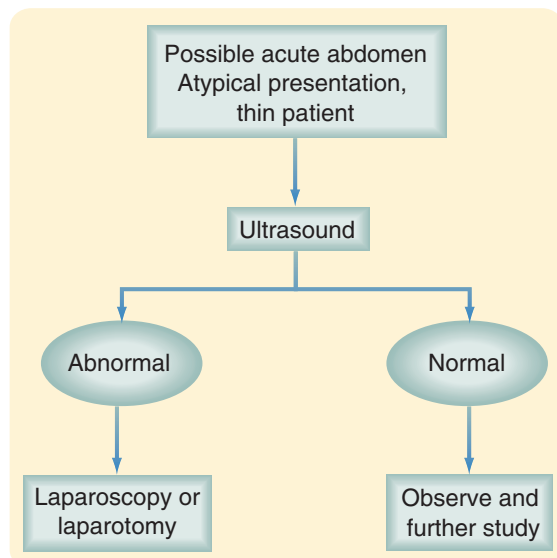 Possible acute abdomen
Atypical presentation,
thin patient
Ultrasound
Abnormal
Normal
Laparoscopy or
laparotomy
Observe and
further study